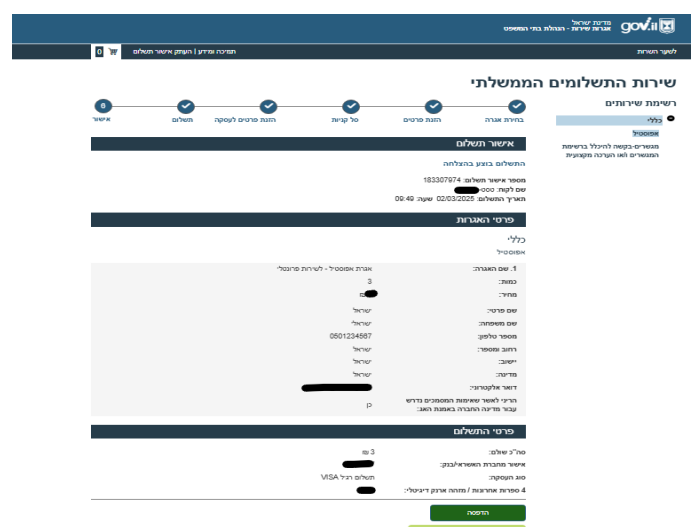 gov.il
מדינת ישראל
אגרות שירות - הנהלת בתי המשפט
לשער השרות
תמיכה ומידע | העתק אישור תשלום
0
שירות התשלומים הממשלתי
רשימת שירותים
כללי
אפוסטיל
מגשרים-בקשה להיכלל ברשימת
המגשרים ו/או הערכה מקצועית
בחירת אגרה
הזנת פרטים
סל קניות
הזנת פרטים לעסקה
תשלום
6
אישור
אישור תשלום
התשלום בוצע בהצלחה
מספר אישור תשלום: 183307974
שם לקוח: טסט-
תאריך התשלום: 02/03/2025 שעה: 09:49
פרטי האגרות
כללי
אפוסטיל
1. שם האגרה: אגרת אפוסטיל - לשירות פרונטלי
כמות: 3
מחיר: ₪
שם פרטי: ישראל
שם משפחה: ישראלי
מספר טלפון: 0501234567
רחוב ומספר: ישראל
יישוב: ישראל
מדינה: ישראל
דואר אלקטרוני:
הריני לאשר שאימות המסמכים נדרש
עבור מדינה החברה באמנת האג: כן
פרטי התשלום
סה"כ שולם: 3 ₪
אישור מחברת האשראי/בנק:
סוג העסקה: תשלום רגיל VISA
4 ספרות אחרונות / מזהה ארנק דיגיטלי:
הדפסה